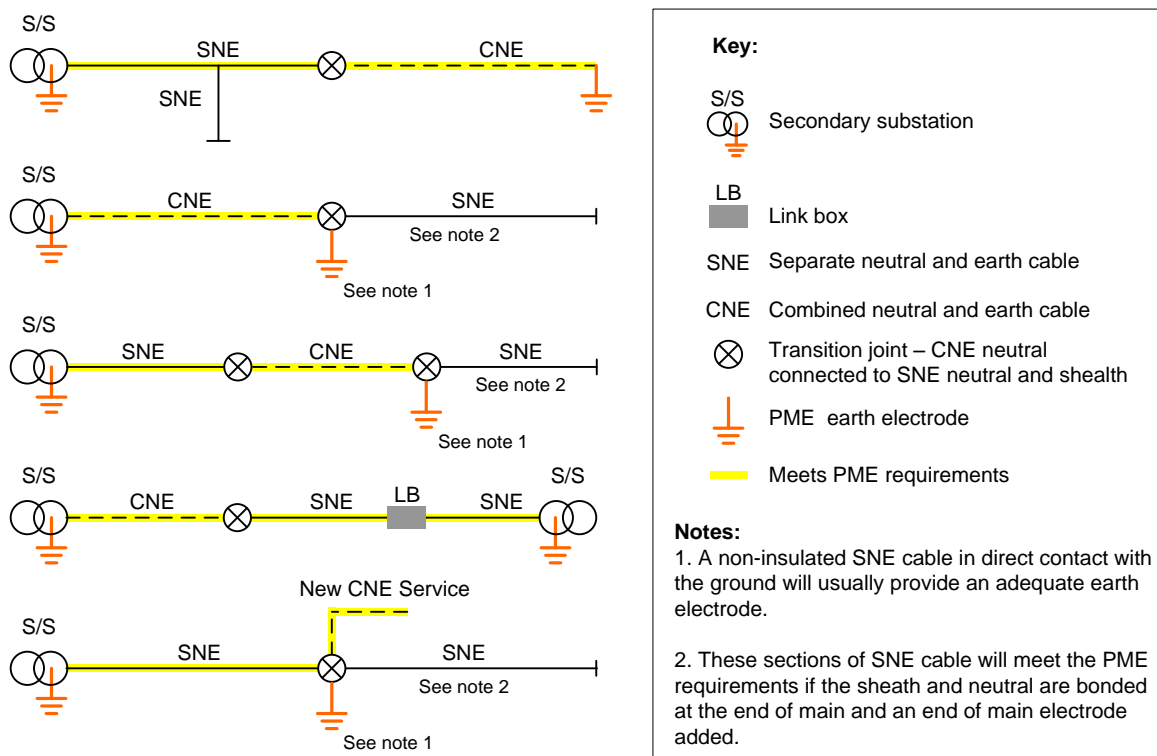 S/S
SNE
CNE
SNE
S/S
CNE
SNE
See note 2
See note 1
S/S
SNE
CNE
SNE
See note 2
See note 1
S/S
CNE
SNE
LB
SNE
S/S
New CNE Service
S/S
SNE
SNE
See note 2
See note 1
Key:
S/S
Secondary substation
LB
Link box
SNE Separate neutral and earth cable
CNE Combined neutral and earth cable
Transition joint – CNE neutral
connected to SNE neutral and shealth
PME earth electrode
Meets PME requirements
Notes:
1. A non-insulated SNE cable in direct contact with
the ground will usually provide an adequate earth
electrode.
2. These sections of SNE cable will meet the PME
requirements if the sheath and neutral are bonded
at the end of main and an end of main electrode
added.